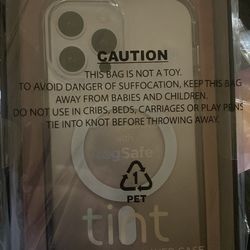 CAUTION
THIS BAG IS NOT A TOY.
TO AVOID DANGER OF SUFFOCATION, KEEP THIS BAG
AWAY FROM BABIES AND CHILDREN.
DO NOT USE IN CRIBS, BEDS, CARRIAGES OR PLAY PENS
TIE INTO KNOT BEFORE THROWING AWAY.
with
MagSafe
1
PET
tint